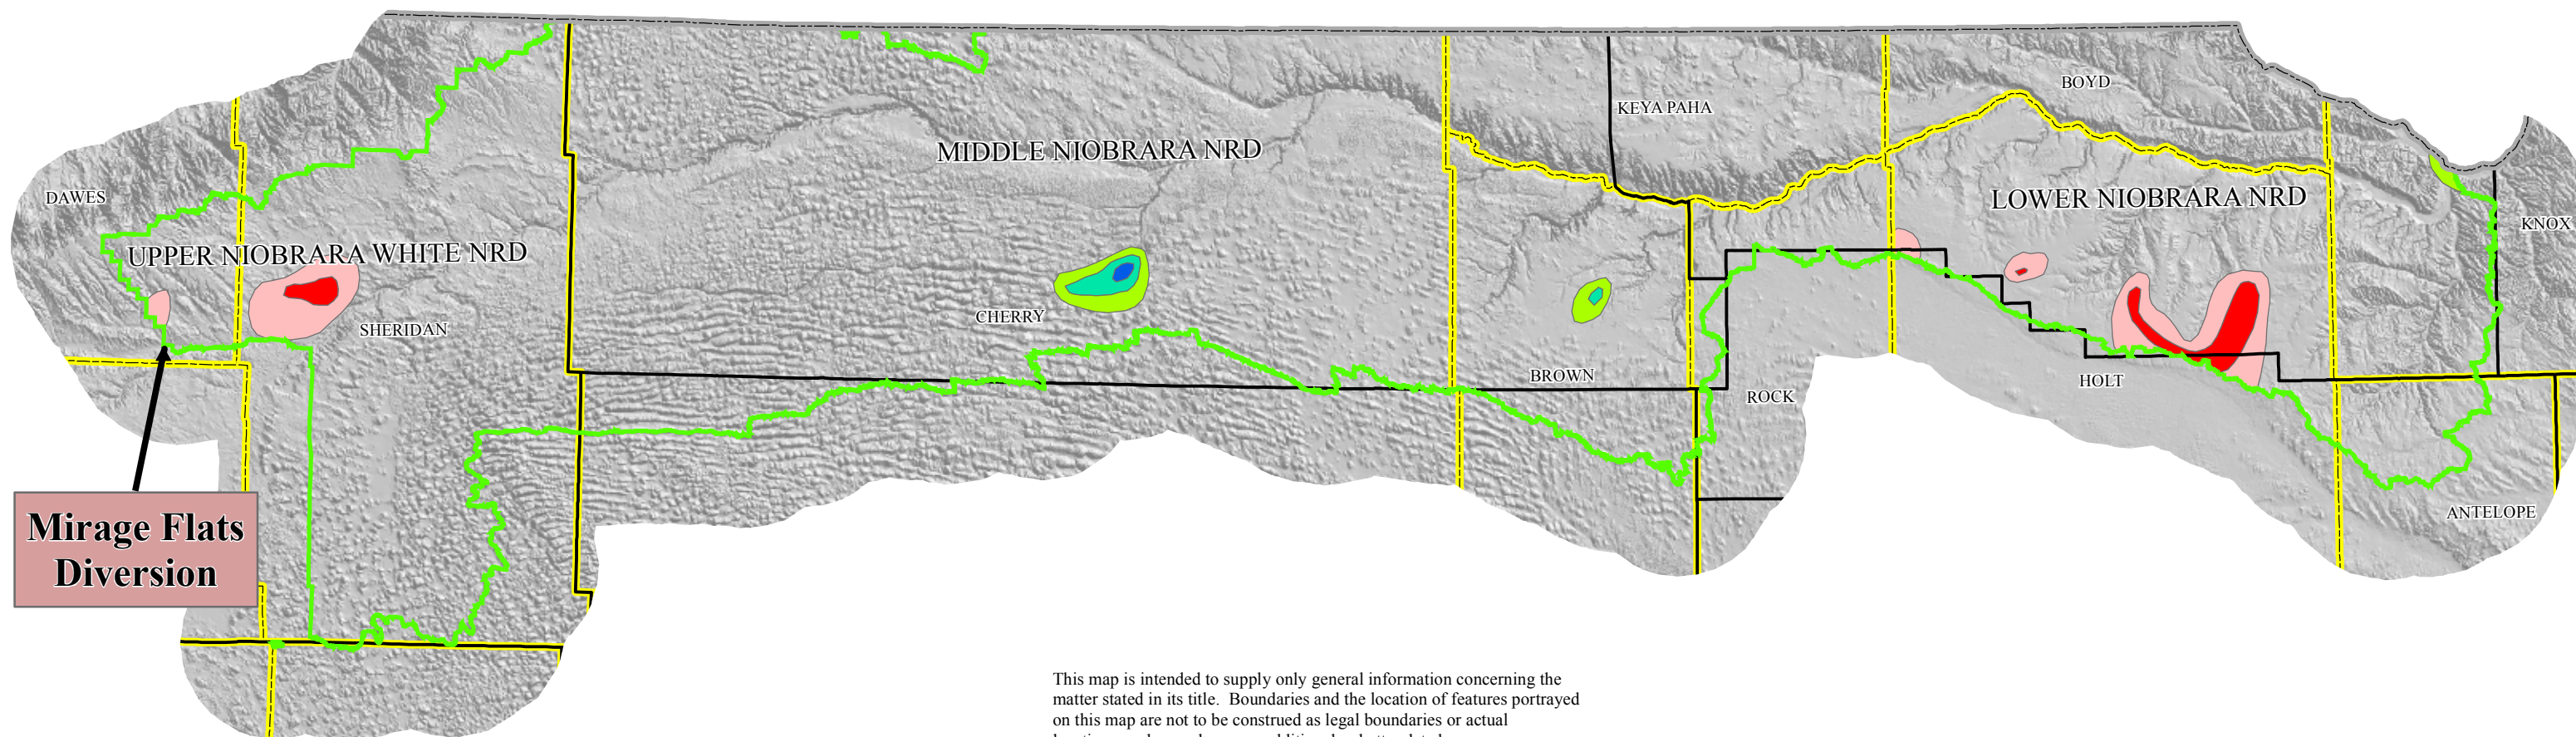 BOYD
KEYA PAHA
MIDDLE NIOBRARA NRD
DAWES
LOWER NIOBRARA NRD
KNOX
UPPER NIOBRARA WHITE NRD
CHERRY
SHERIDAN
BROWN
HOLT
ROCK
ANTELOPE
Mirage Flats
Diversion
This map is intended to supply only general information concerning the
matter stated in its title. Boundaries and the location of features portrayed
on this map are not to be construed as legal boundaries or actual